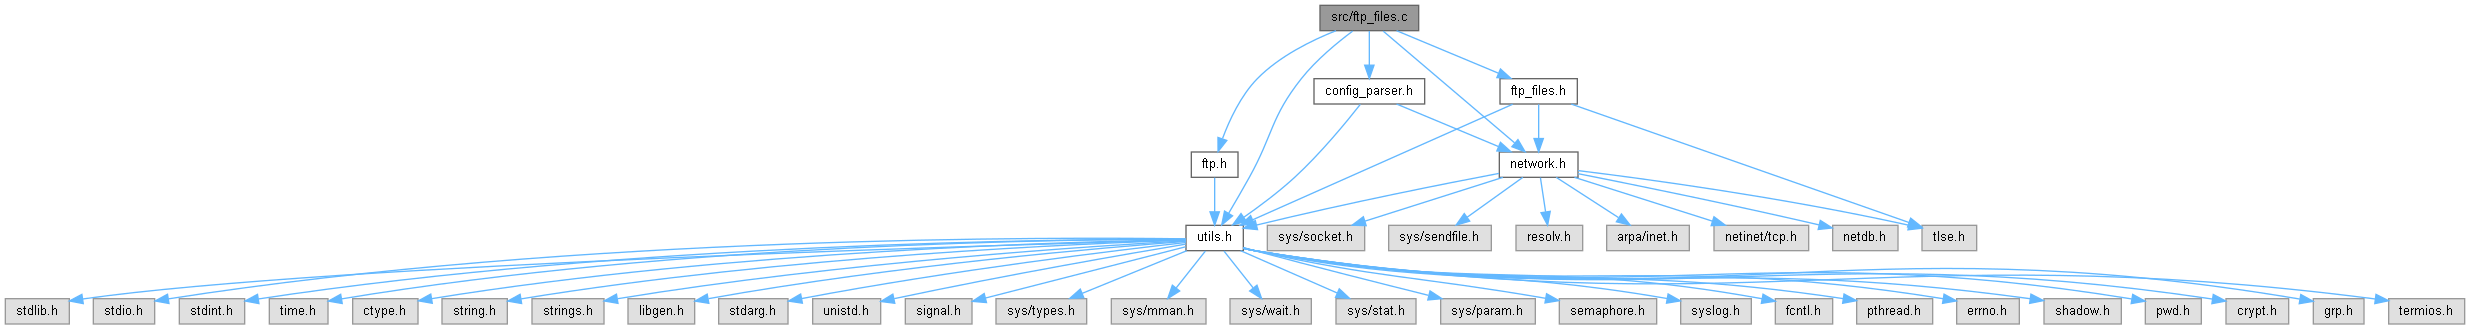 src/ftp_files.c
config_parser.h
ftp_files.h
ftp.h
network.h
utils.h
sys/socket.h
sys/sendfile.h
resolv.h
arpa/inet.h
netinet/tcp.h
netdb.h
tlse.h
stdlib.h
stdio.h
stdint.h
time.h
ctype.h
string.h
strings.h
libgen.h
stdarg.h
unistd.h
signal.h
sys/types.h
sys/mman.h
sys/wait.h
sys/stat.h
sys/param.h
semaphore.h
syslog.h
fcntl.h
pthread.h
errno.h
shadow.h
pwd.h
crypt.h
grp.h
termios.h